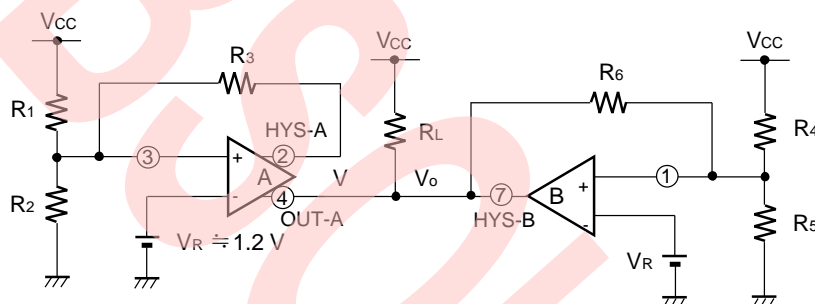 VCC
R3
VCC
VCC
R6
R1
HYS-A
RL
R4
3
+
2
1
A
V
Vo
7
B
+
-
4
-
R2
OUT-A
HYS-B
R5
VR ≒ 1.2 V
VR